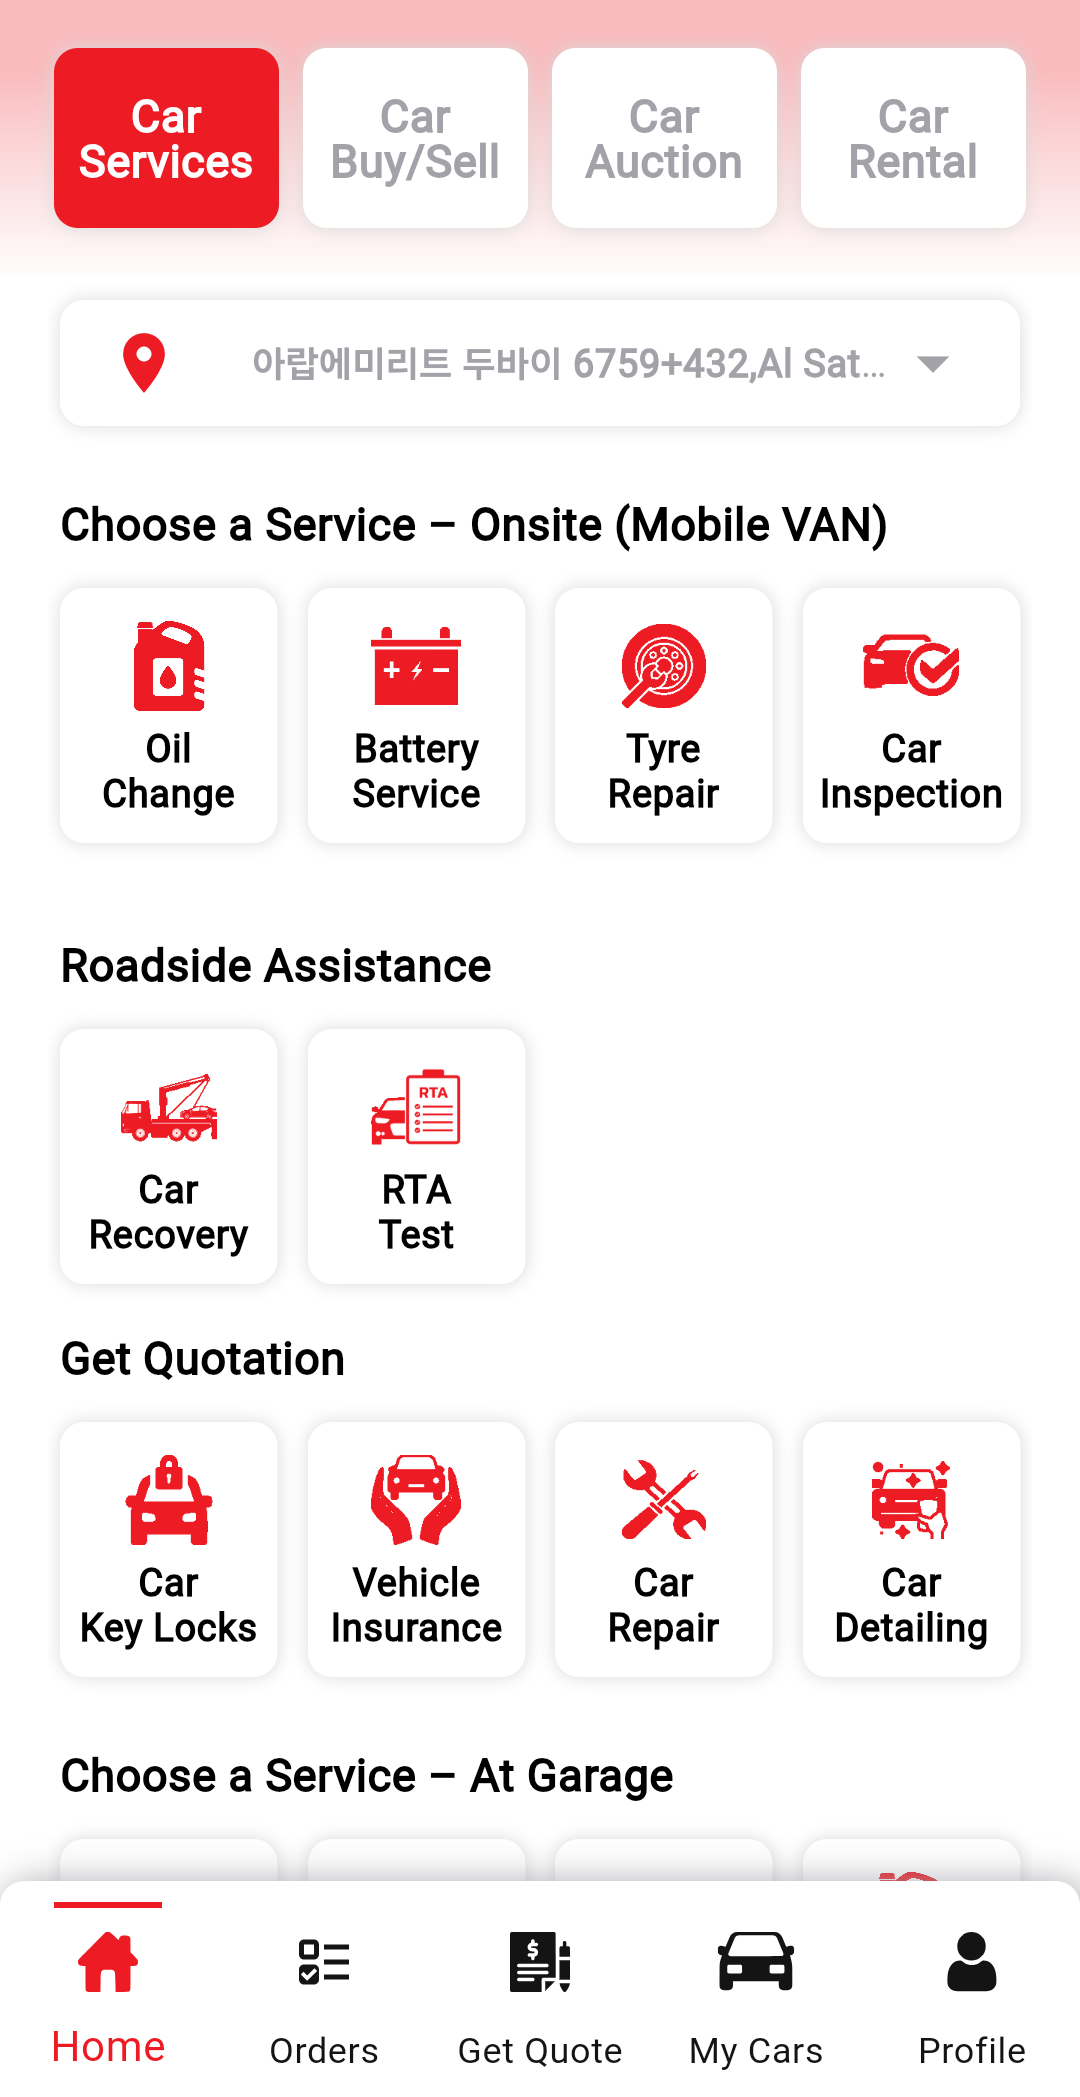 Car
Services
Car
Buy/Sell
Car
Auction
Car
Rental
아랍에미리트 두바이 6759+432,Al Sat...
Choose a Service – Onsite (Mobile VAN)
Oil
Change
Battery
Service
Tyre
Repair
Car
Inspection
Roadside Assistance
RTA
Car
Recovery
RTA
Test
Get Quotation
Car
Key Locks
Vehicle
Insurance
Car
Repair
Car
Detailing
Choose a Service – At Garage
Home
Orders
Get Quote
My Cars
Profile